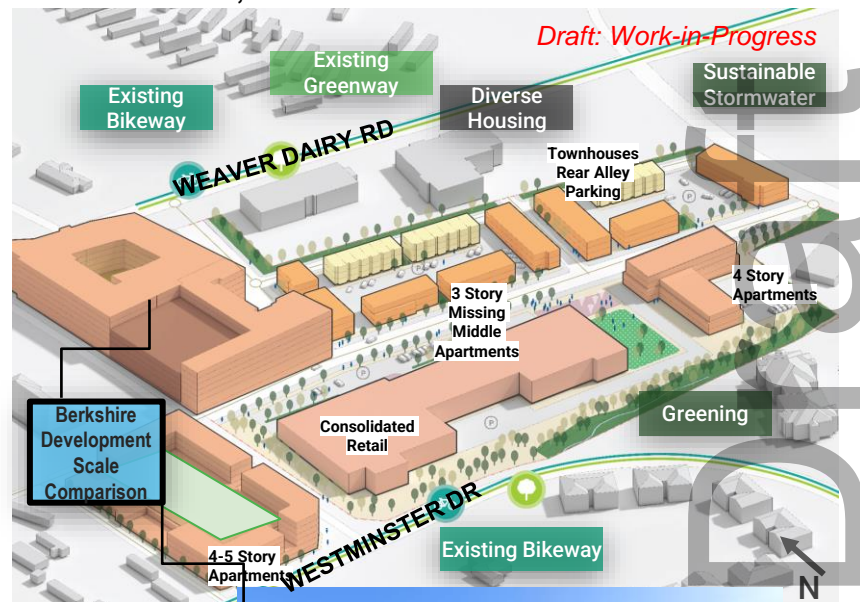 Draft: Work-in-Progress
Existing
Greenway
Sustainable
Stormwater
Existing
Bikeway
Diverse
Housing
WEAVER DAIRY RD
Townhouses
Rear Alley
Parking
P
P
4 Story
Apartments
3 Story
Missing
Middle
Apartments
P
Berkshire
Development
Scale
Comparison
Consolidated
Retail
P
Greening
WESTMINSTER DR
Existing Bikeway
4-5 Story
Apartments
N
Draft